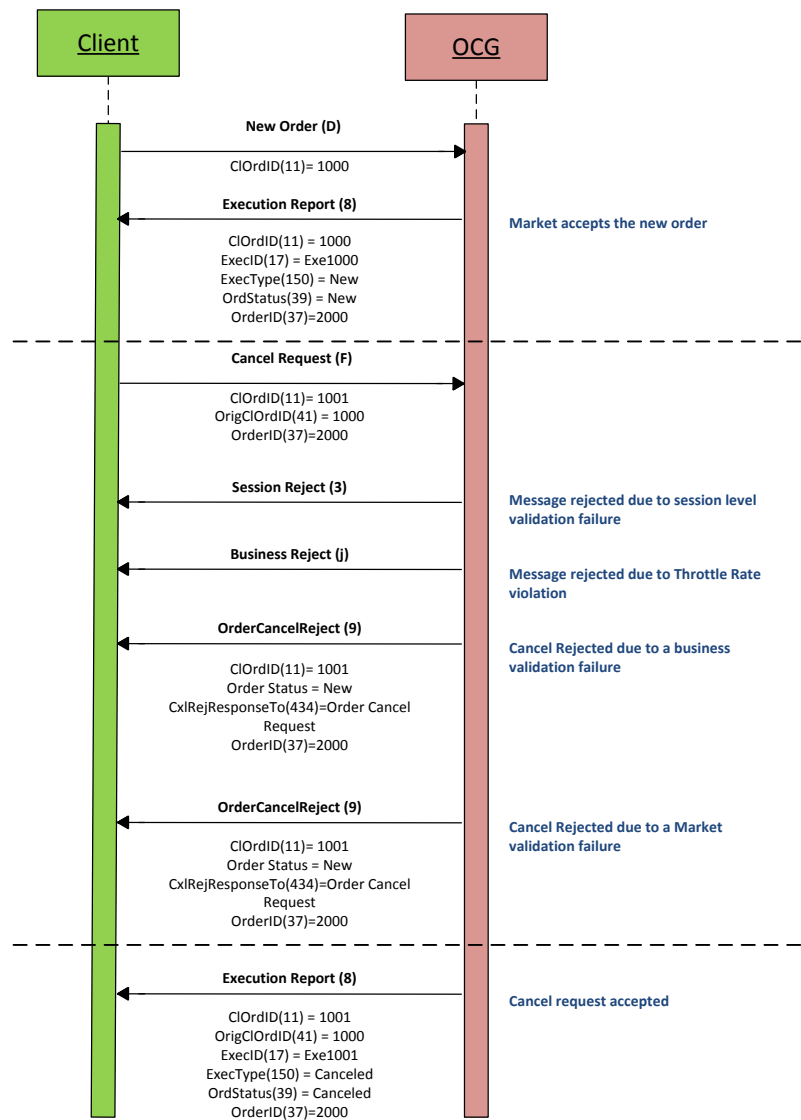 Client
OCG
New Order (D)
ClOrdID(11)= 1000
Execution Report (8)
Market accepts the new order
ClOrdID(11) = 1000
ExecID(17) = Exe1000
ExecType(150) = New
OrdStatus(39) = New
OrderID(37)=2000
Cancel Request (F)
ClOrdID(11)= 1001
OrigClOrdID(41) = 1000
OrderID(37)=2000
Session Reject (3)
Message rejected due to session level
validation failure
Business Reject (j)
Message rejected due to Throttle Rate
violation
OrderCancelReject (9)
Cancel Rejected due to a business
validation failure
ClOrdID(11)= 1001
Order Status = New
CxlRejResponseTo(434)=Order Cancel
Request
OrderID(37)=2000
OrderCancelReject (9)
Cancel Rejected due to a Market
validation failure
ClOrdID(11)= 1001
Order Status = New
CxlRejResponseTo(434)=Order Cancel
Request
OrderID(37)=2000
Execution Report (8)
Cancel request accepted
ClOrdID(11) = 1001
OrigClOrdID(41) = 1000
ExecID(17) = Exe1001
ExecType(150) = Canceled
OrdStatus(39) = Canceled
OrderID(37)=2000